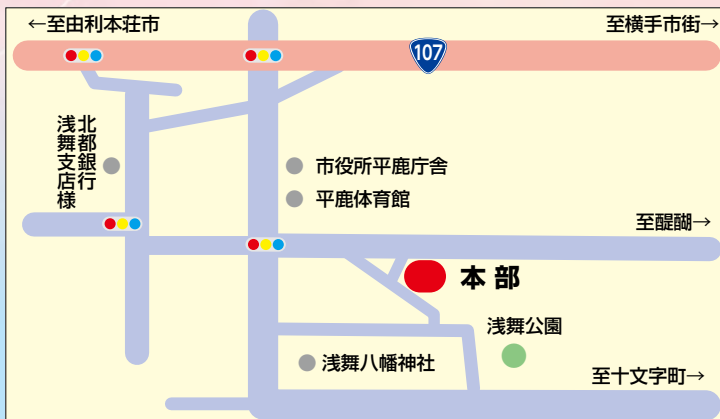 ←至由利本荘市
至横手市街→
107
北都銀行
浅舞支店様
市役所平鹿庁舎
平鹿体育館
至醍醐→
本部
浅舞公園
浅舞八幡神社
至十文字町→